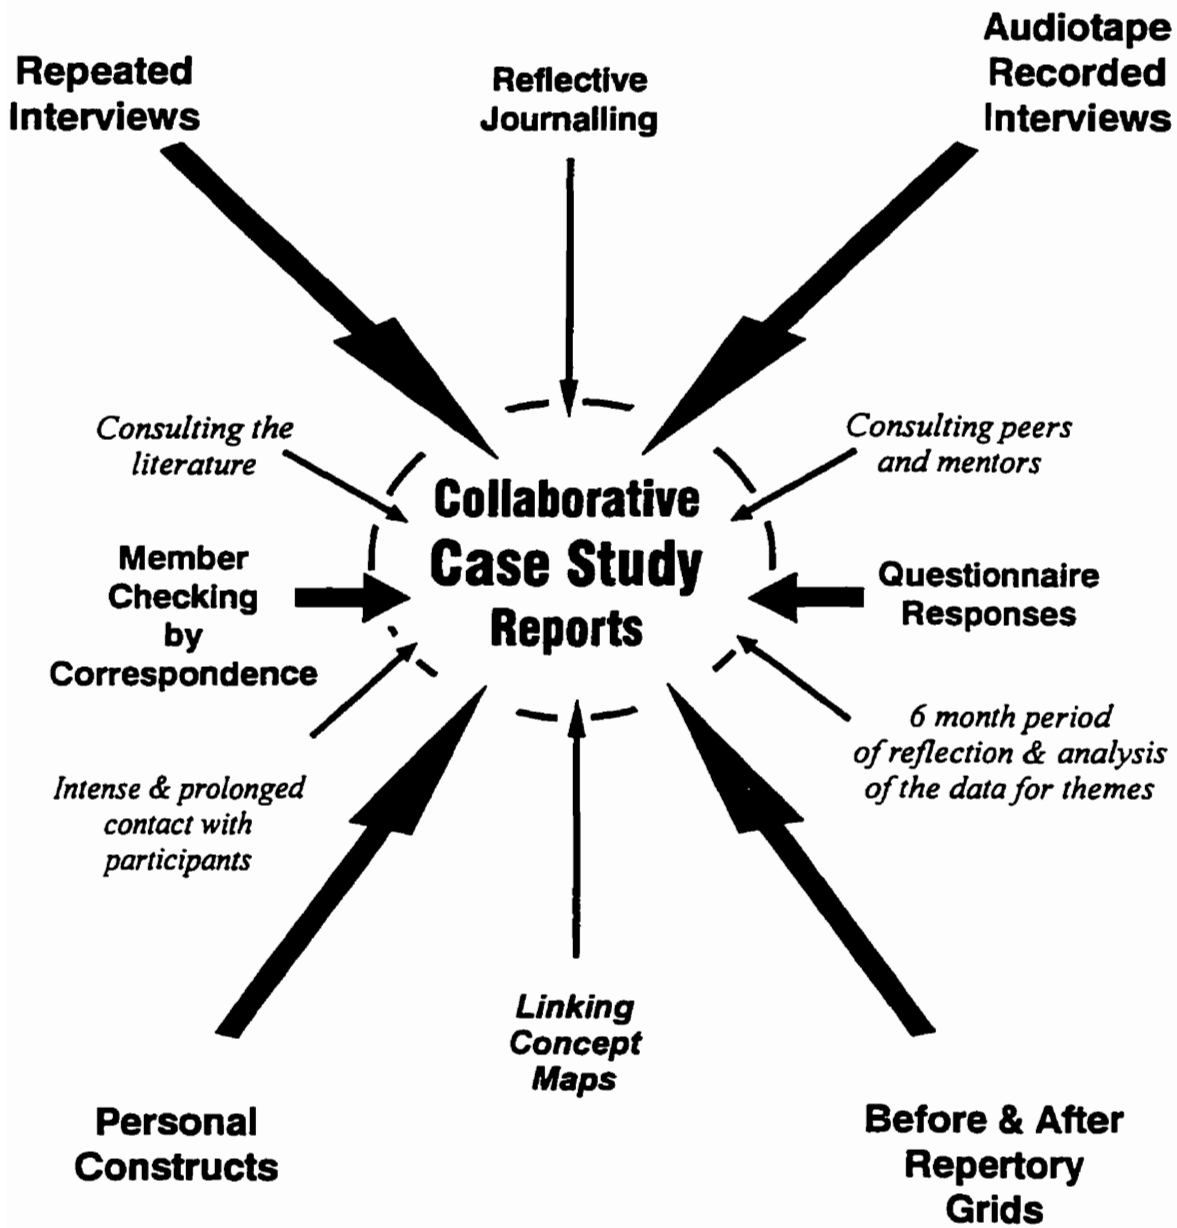 Repeated
Interviews
Reflective
Journalling
Audiotape
Recorded
Interviews
Consulting the
literature
Consulting peers
and mentors
Collaborative
Case Study
Reports
Member
Checking
by
Correspondence
Questionnaire
Responses
Intense & prolonged
contact with
participants
6 month period
of reflection & analysis
of the data for themes
Linking
Concept
Maps
Personal
Constructs
Before & After
Repertory
Grids